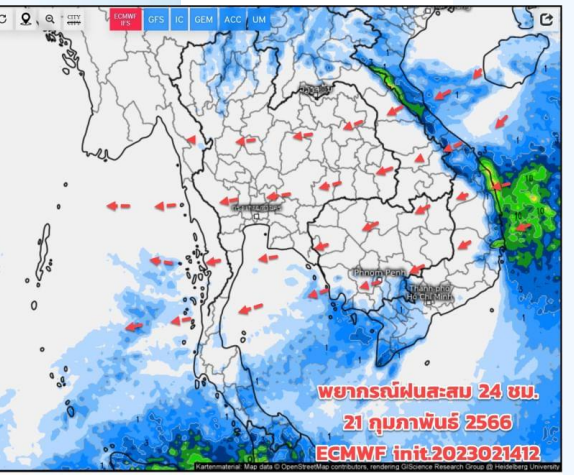 CITY
ECMWF IFS GFS IC GEM ACC UM
Phnom Penh
Thành phố
Hồ Chí Minh
พยากรณ์ฝนสะสม 24 ชม.
21 กุมภาพันธ์ 2566
ECMWF init.2023021412
Kartenmaterial Map data © OpenStreetMap contributors, rendering GIScience Research Group @ Heidelberg University